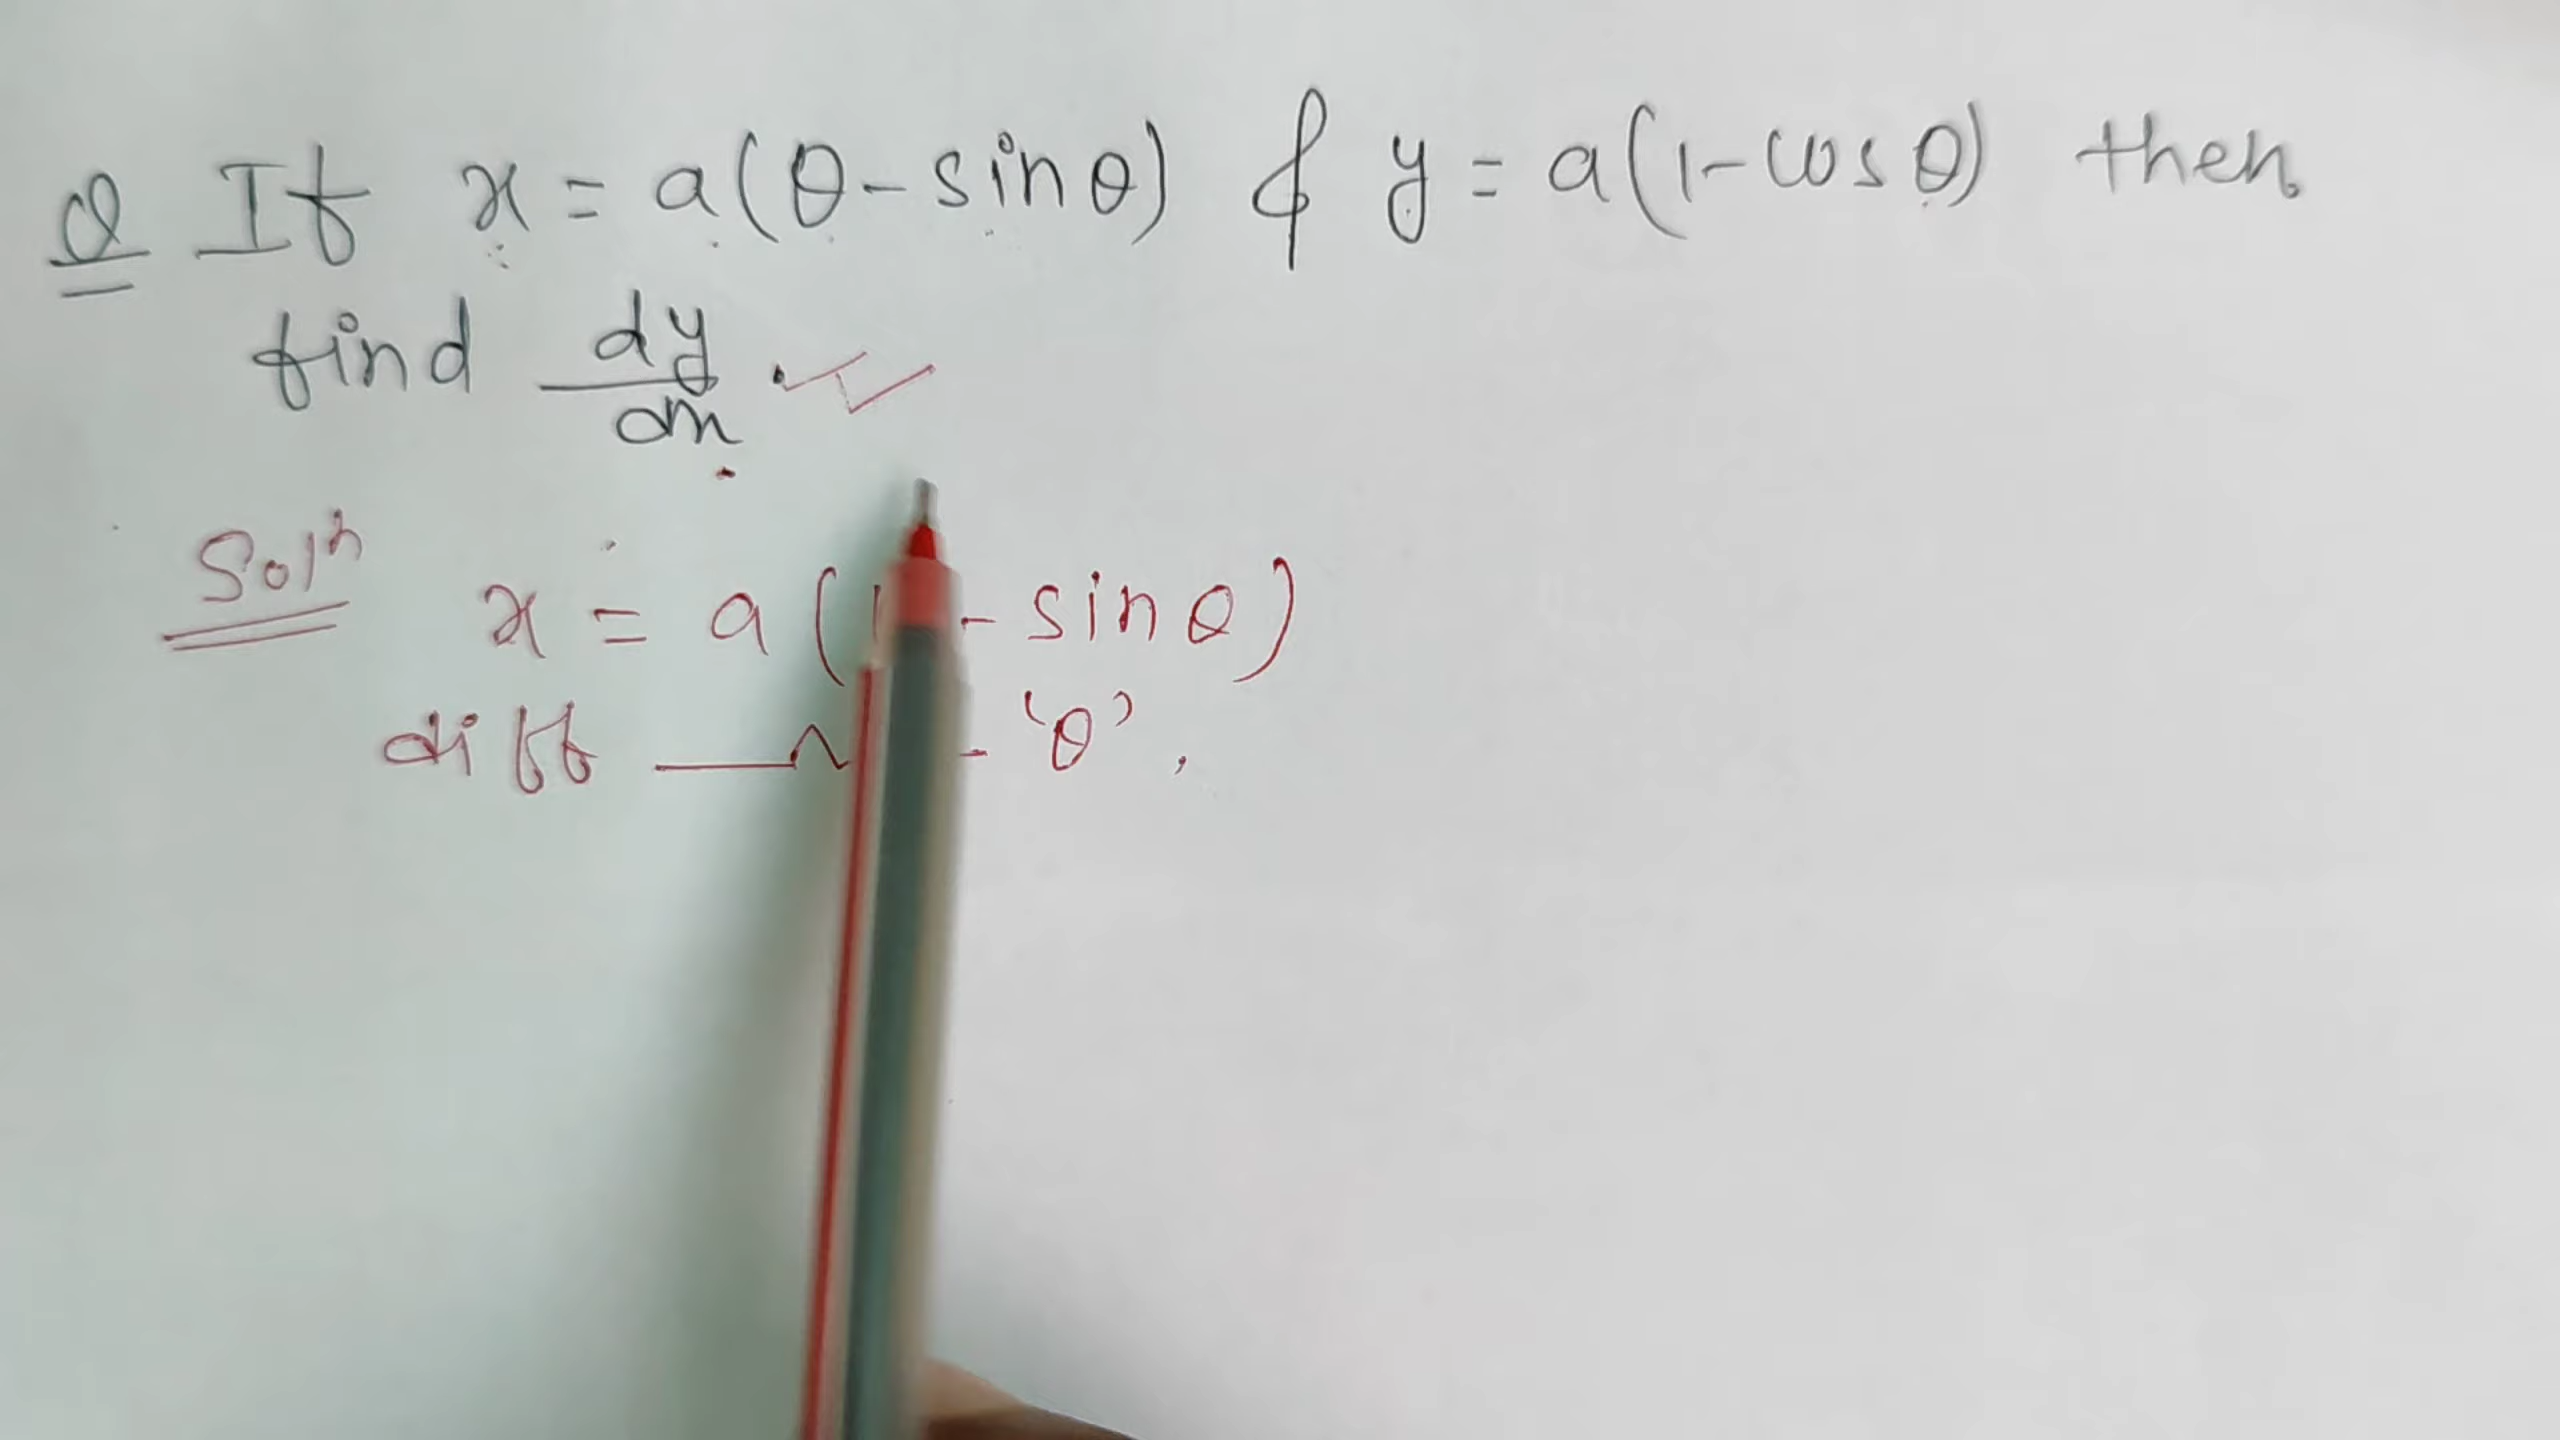 Q If x = a(θ - sinθ) & y = a(1 - cosθ) then
find dy/dx.
Solⁿ x = a ( - sinθ)
diff 'θ',